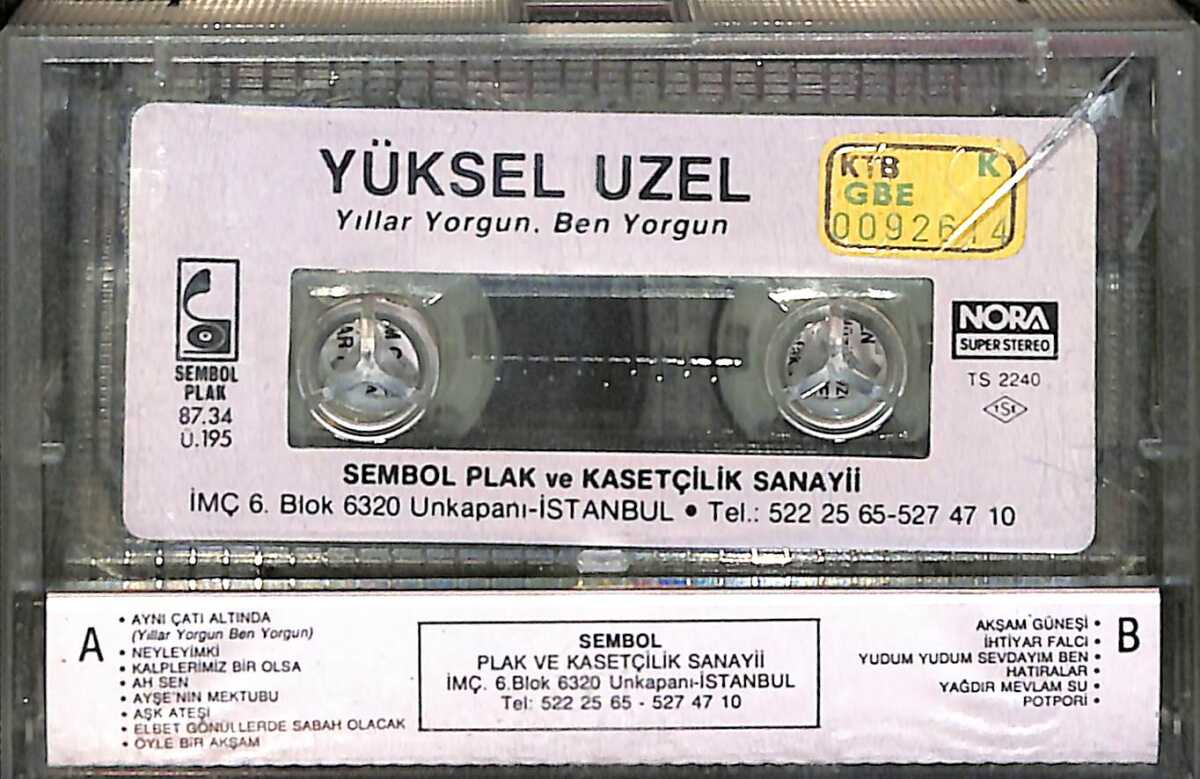 YÜKSEL UZEL
Yıllar Yorgun. Ben Yorgun
KTB K
GBE
0092614
SEMBOL
PLAK
87.34
Ü.195
NORA
SUPER STEREO
TS 2240
TSE
SEMBOL PLAK ve KASETÇİLİK SANAYİİ
İMÇ 6. Blok 6320 Unkapanı-İSTANBUL • Tel.: 522 25 65-527 47 10
A
• AYNI ÇATI ALTINDA
(Yıllar Yorgun Ben Yorgun)
• NEYLEYİMKİ
• KALPLERİMİZ BİR OLSA
• AH SEN
• AYŞE'NİN MEKTUBU
• AŞK ATEŞİ
• ELBET GÖNÜLLERDE SABAH OLACAK
• ÖYLE BİR AKŞAM
SEMBOL
PLAK VE KASETÇİLİK SANAYİİ
İMÇ. 6.Blok 6320 Unkapanı-İSTANBUL
Tel: 522 25 65 - 527 47 10
B
AKŞAM GÜNEŞİ •
İHTİYAR FALCI •
YUDUM YUDUM SEVDAYIM BEN •
HATIRALAR •
YAĞDIR MEVLAM SU •
POTPORİ •